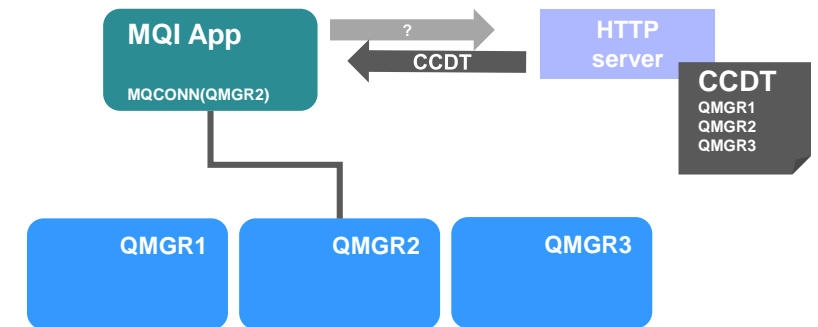 MQI App
MQCONN(QMGR2)
?
CCDT
HTTP
server
CCDT
QMGR1
QMGR2
QMGR3
QMGR1
QMGR2
QMGR3